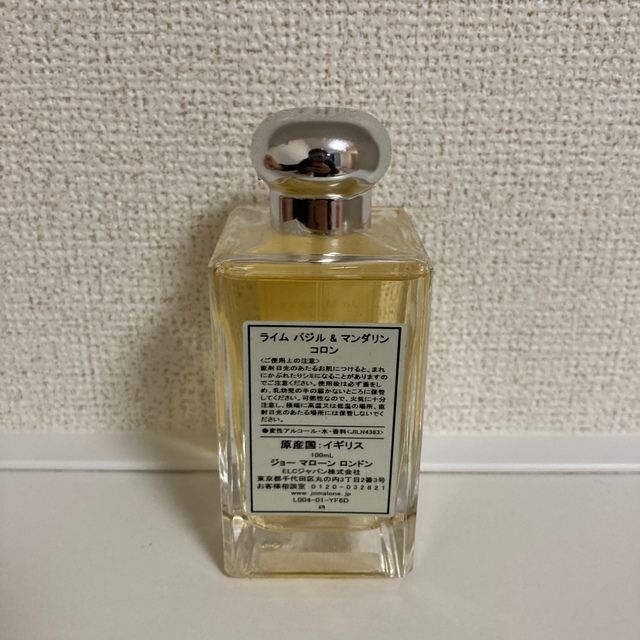 ライム バジル & マンダリン
コロン
<ご使用上の注意>
直射日光のあたるお肌につけると、まれ
にかぶれたりシミになることがありますの
でご注意ください。使用後は必ず蓋をし
め、乳幼児の手の届かないところに保管
してください。可燃性なので、火気に十分
注意し、極端に高温又は低温の場所、直
射日光のあたる場所には保管しないでく
ださい。
変性アルコール・水・香料<JLN4383>
原産国:イギリス
100mL
ジョー マローン ロンドン
ELCジャパン株式会社
東京都千代田区丸の内3丁目2番3号
お客様相談室 0120-032821
www.jomalone.jp
L004-01-YF6D